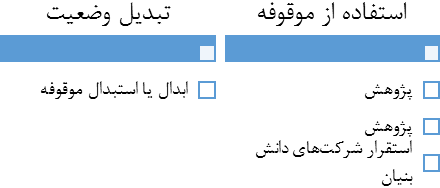 استفاده از موقوفه
پژوهش
پژوهش
استقرار شرکت‌های دانش
بنیان
تبدیل وضعیت
ابدال یا استبدال موقوفه